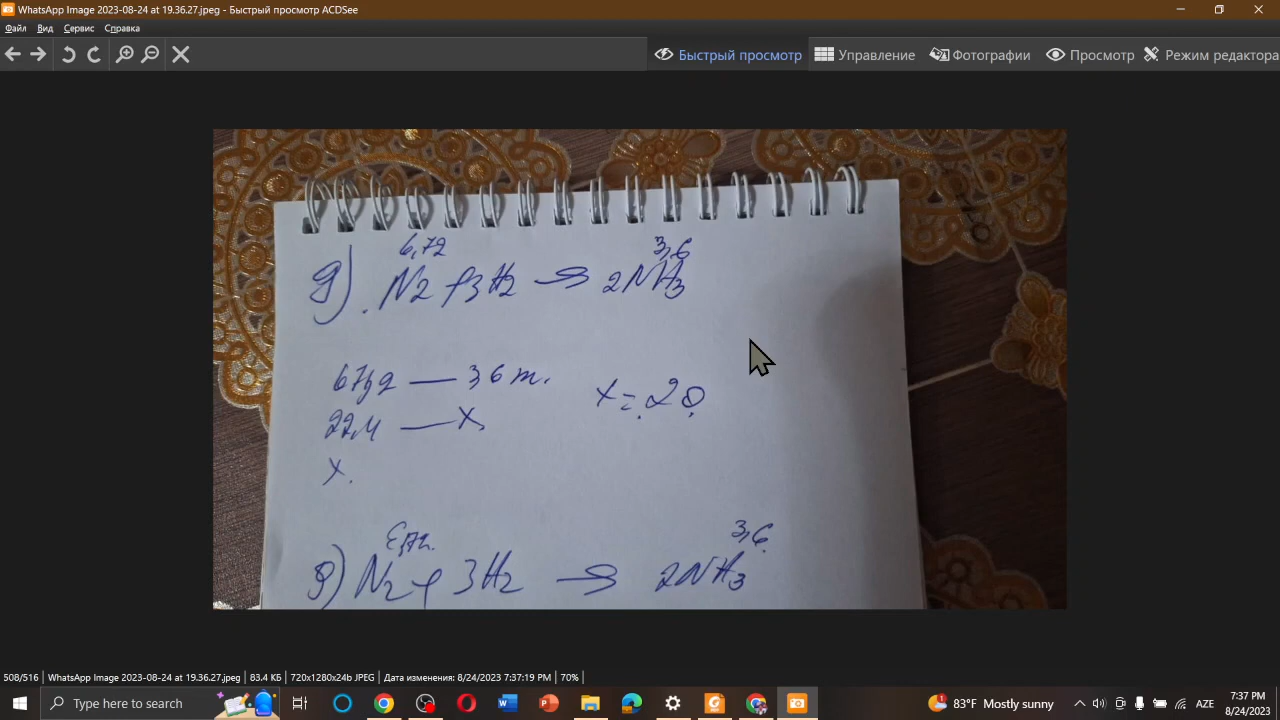 WhatsApp Image 2023-08-24 at 19.36.27.jpeg - Быстрый просмотр ACDSee
Файл Вид Сервис Справка
Быстрый просмотр Управление Фотографии Просмотр Режим редактора
6,72 3,6
9) N2 + 3H2 → 2NH3
6,72 — 3,6 m.
22,4 — X
x = 28
X.
3,6
9) N2 + 3H2 → 2NH3
508/516 WhatsApp Image 2023-08-24 at 19.36.27.jpeg 83.4 КБ 720x1280x24b JPEG Дата изменения: 8/24/2023 7:37:19 PM 70%
Type here to search
83°F Mostly sunny AZE 7:37 PM
8/24/2023